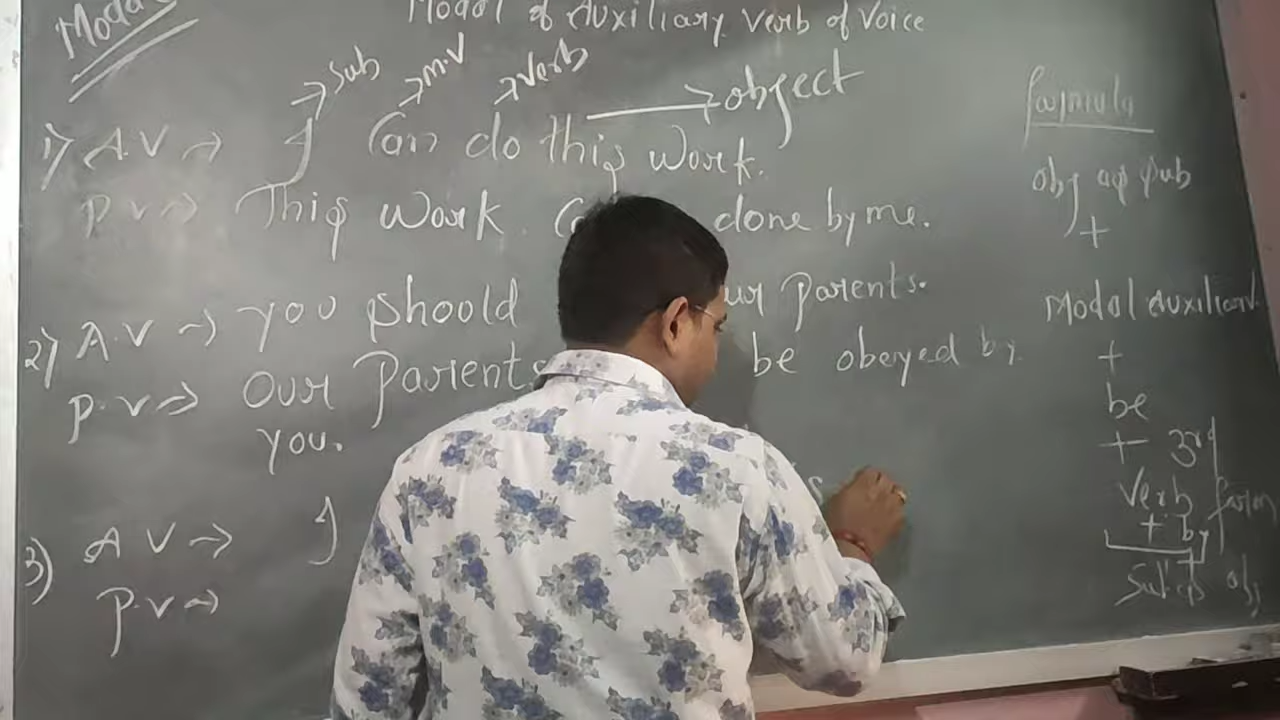 Modal of Auxiliary Verb of Voice
Sub m.v Verb object
1) A.V → I Can do this work.
P.V → This work. done by me.
2) A.V → you should our parents.
P.V → Our Parents be obeyed by
you.
3) A V → I
P.V →
formula
obj as sub
+
Modal Auxiliary
+
be
+ 3rd
Verb form
+ by
Sub as obj